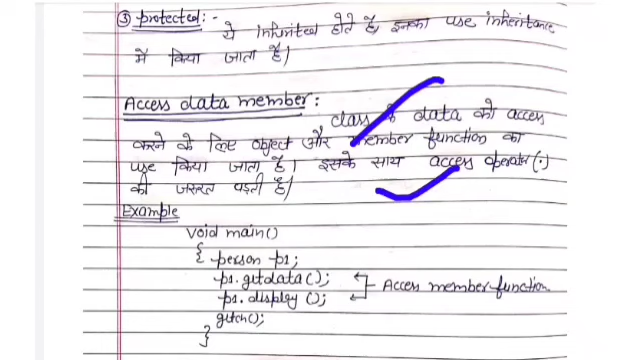 ③ protected :-
ये inhirited होते हैं, इनका use inheritance
में किया जाता है।
Access data member :
class के data को access
करने के लिए object और member function का
use किया जाता है। इसके साथ access operator (.)
की जरूरत पड़ती है।
Example
void main()
{ person p1;
p1.getdata();
p1.display(); Access member function
getch();
}